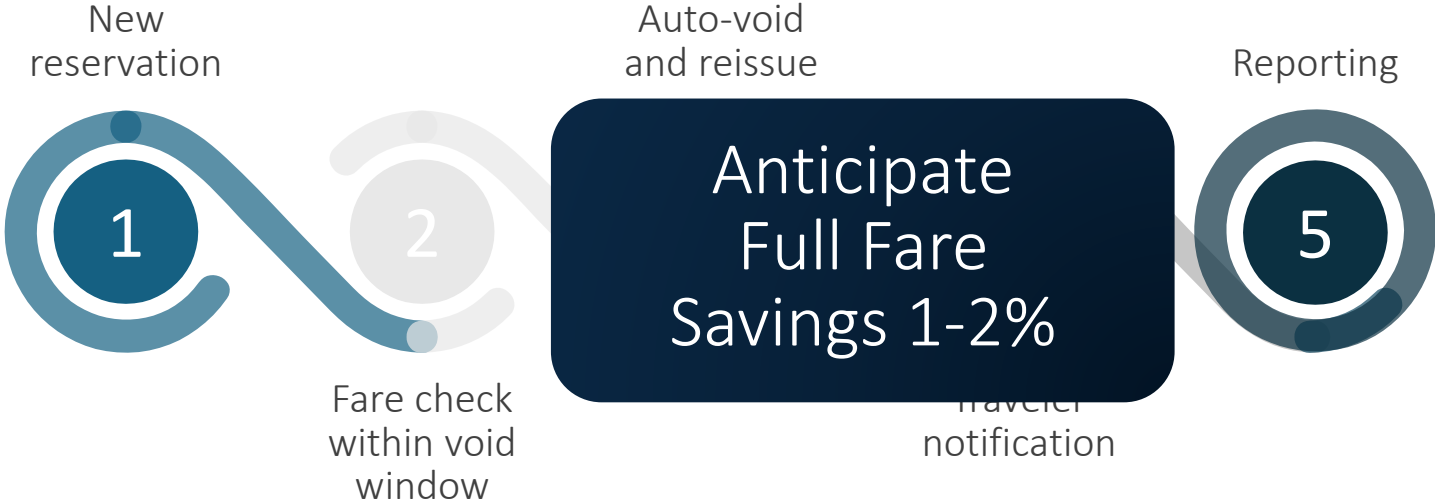 New
reservation
Auto-void
and reissue
Reporting
1
2
Anticipate
Full Fare
Savings 1-2%
5
Fare check
within void
window
Traveler
notification